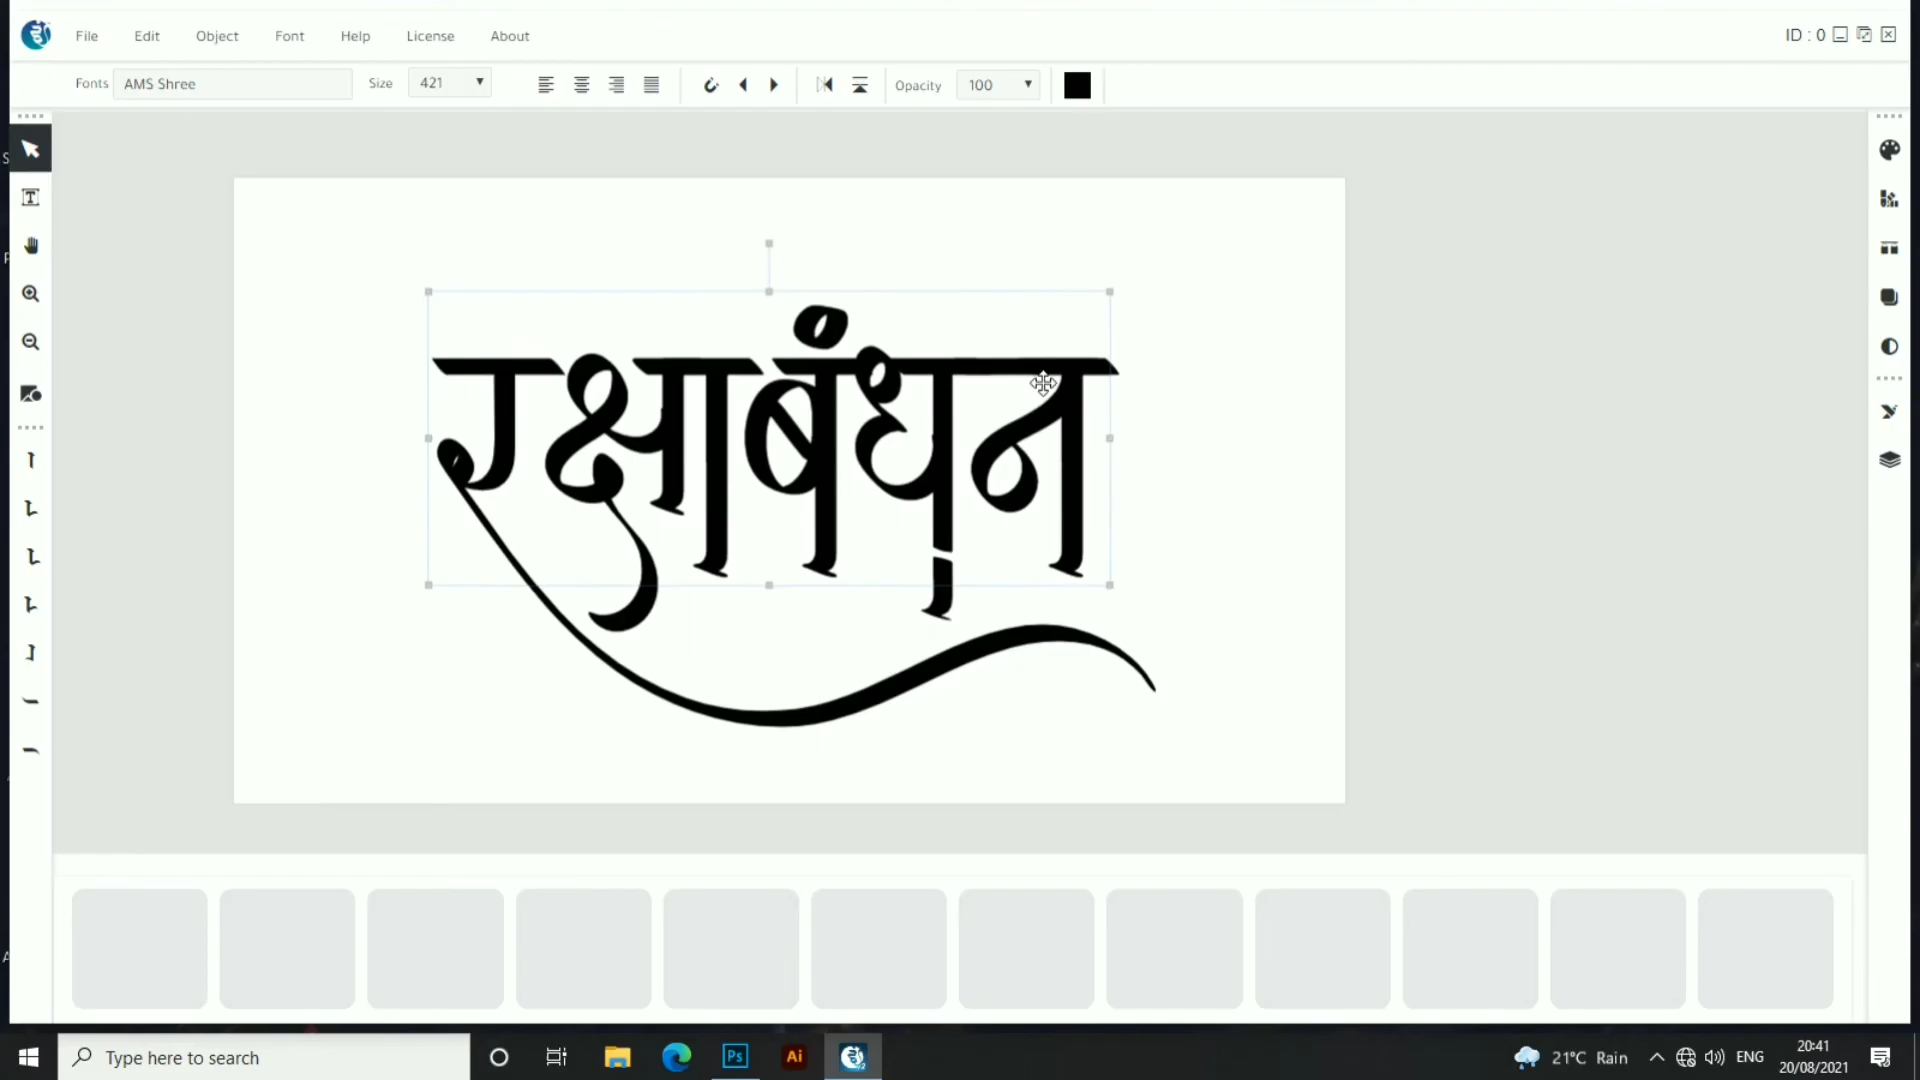 File Edit Object Font Help License About ID : 0
Fonts AMS Shree Size 421 Opacity 100
रक्षाबंधन
Type here to search Ps Ai 21°C Rain ENG 20:41
20/08/2021